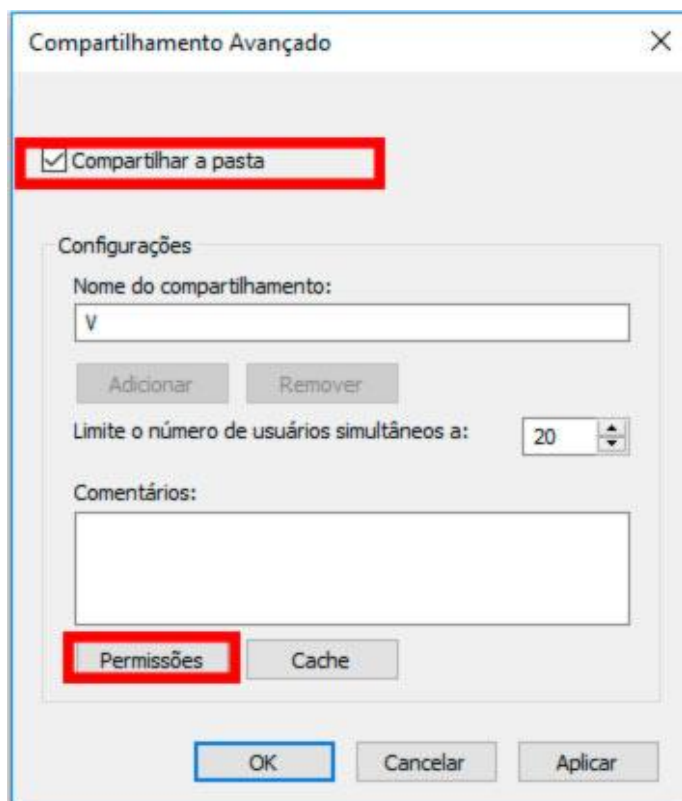 Compartilhamento Avançado
Compartilhar a pasta
Configurações
Nome do compartilhamento:
V
Adicionar Remover
Limite o número de usuários simultâneos a: 20
Comentários:
Permissões Cache
OK Cancelar Aplicar